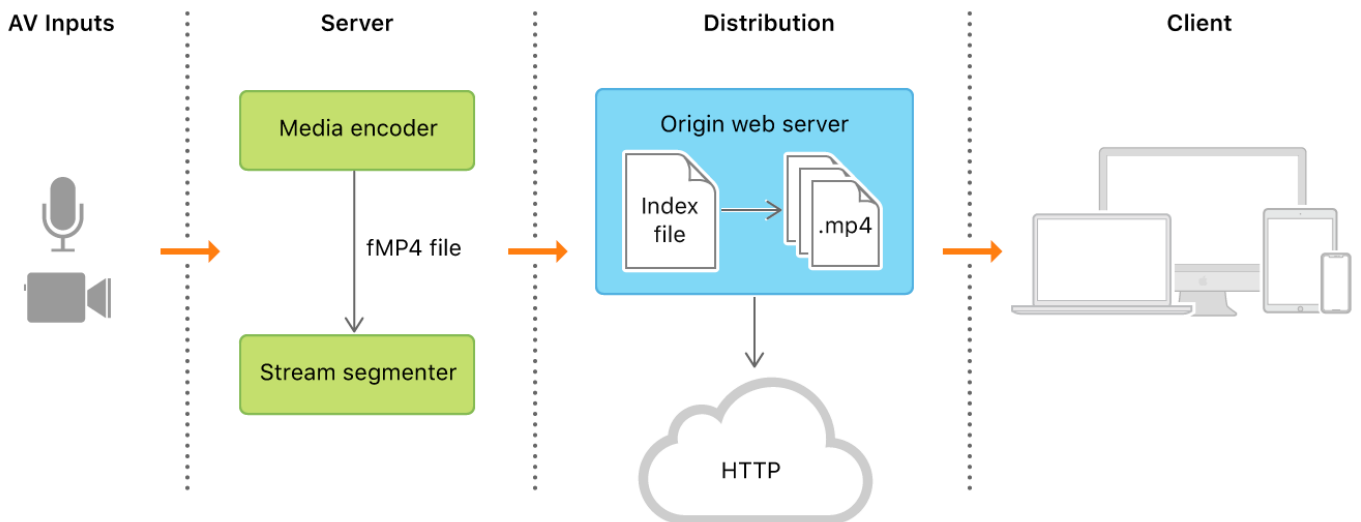 AV Inputs
Server
Distribution
Client
Media encoder
fMP4 file
Stream segmenter
Origin web server
Index
file
.mp4
HTTP